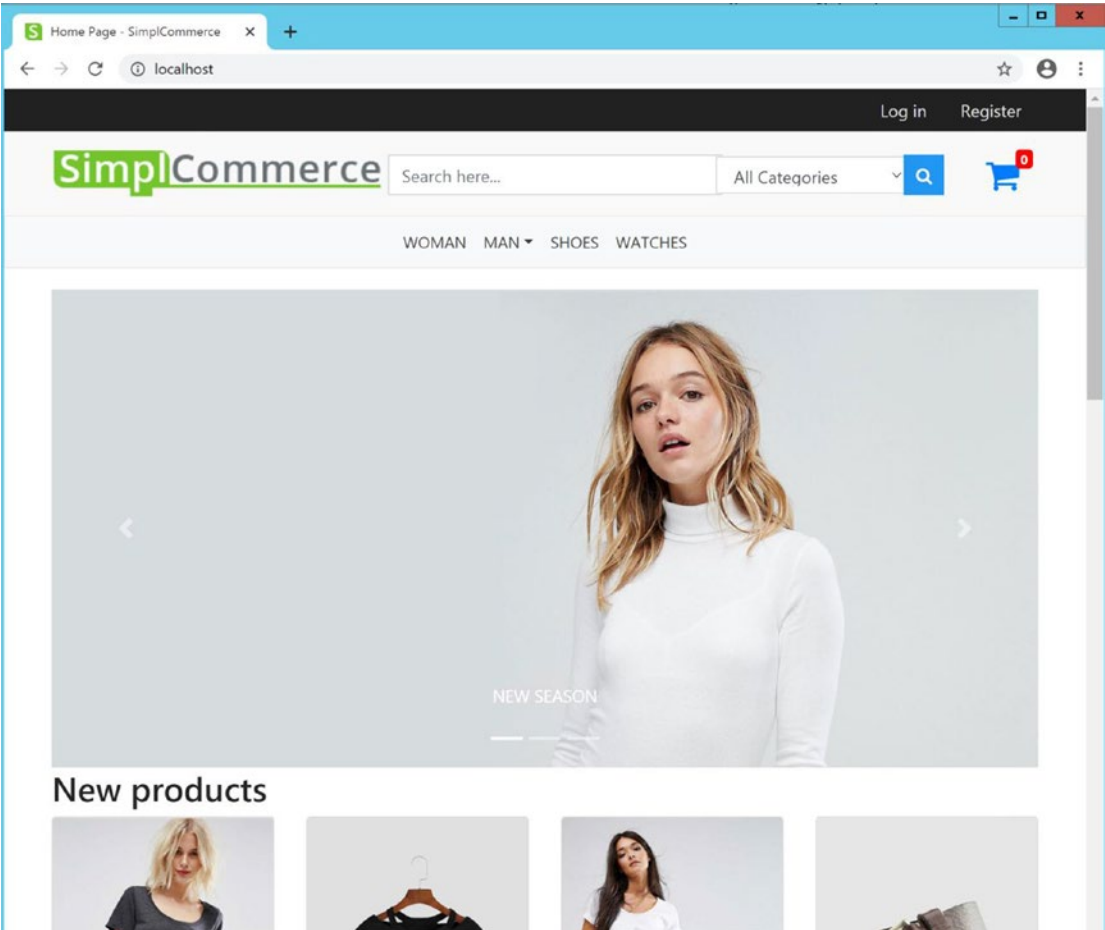 S Home Page - SimplCommerce
localhost
Log in Register
SimplCommerce Search here... All Categories 0
WOMAN MAN SHOES WATCHES
NEW SEASON
New products